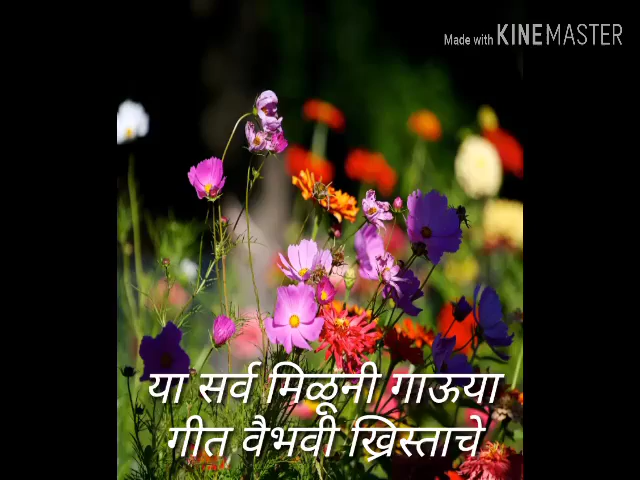 Made with KINEMASTER
या सर्व मिळूनी गाऊया
गीत वैभवी ख्रिस्ताचे